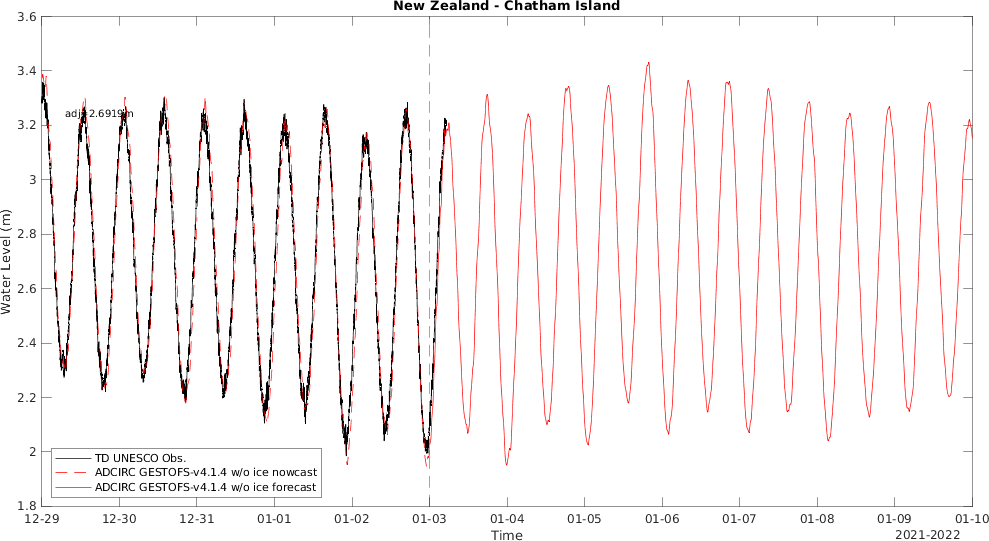 New Zealand - Chatham Island
3.6
3.4
3.2
3
2.8
2.6
2.4
2.2
2
1.8
Water Level (m)
adj: 2.6919m
TD UNESCO Obs.
ADCIRC GESTOFS-v4.1.4 w/o ice nowcast
ADCIRC GESTOFS-v4.1.4 w/o ice forecast
12-29 12-30 12-31 01-01 01-02 01-03 01-04 01-05 01-06 01-07 01-08 01-09 01-10
Time
2021-2022